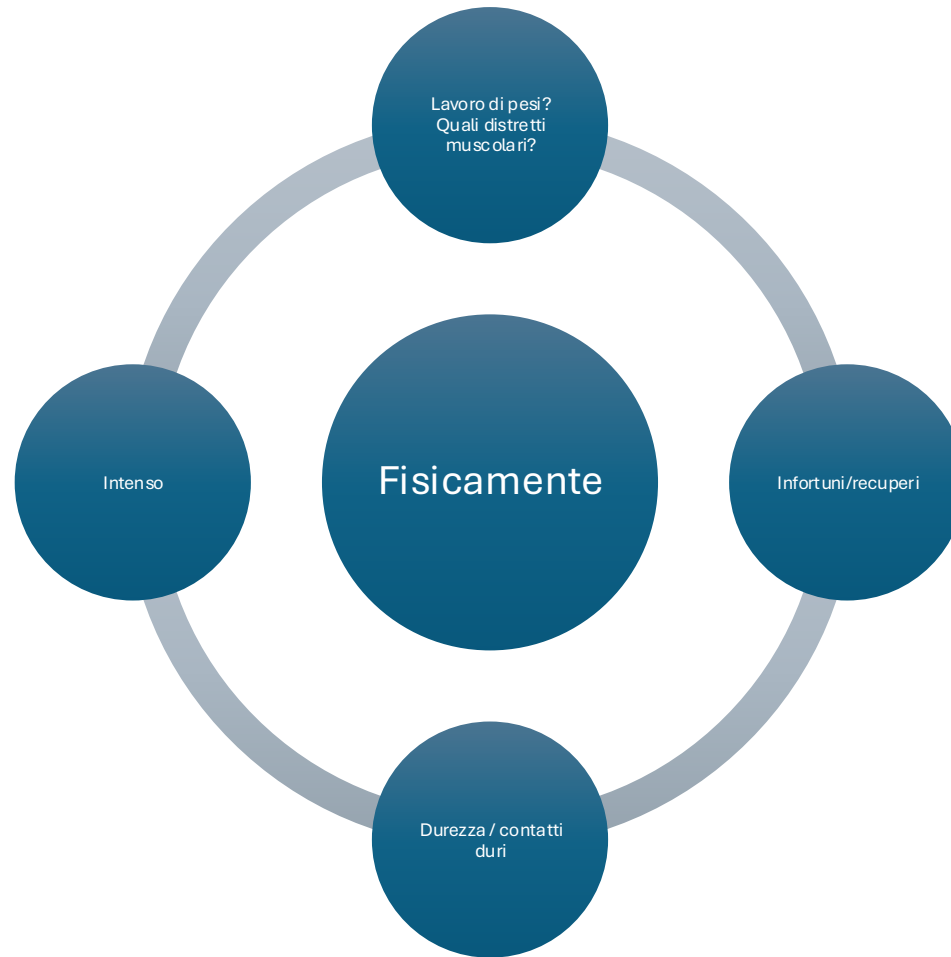 Lavoro di pesi?
Quali distretti
muscolari?
Intenso
Fisicamente
Infortuni/recuperi
Durezza / contatti
duri